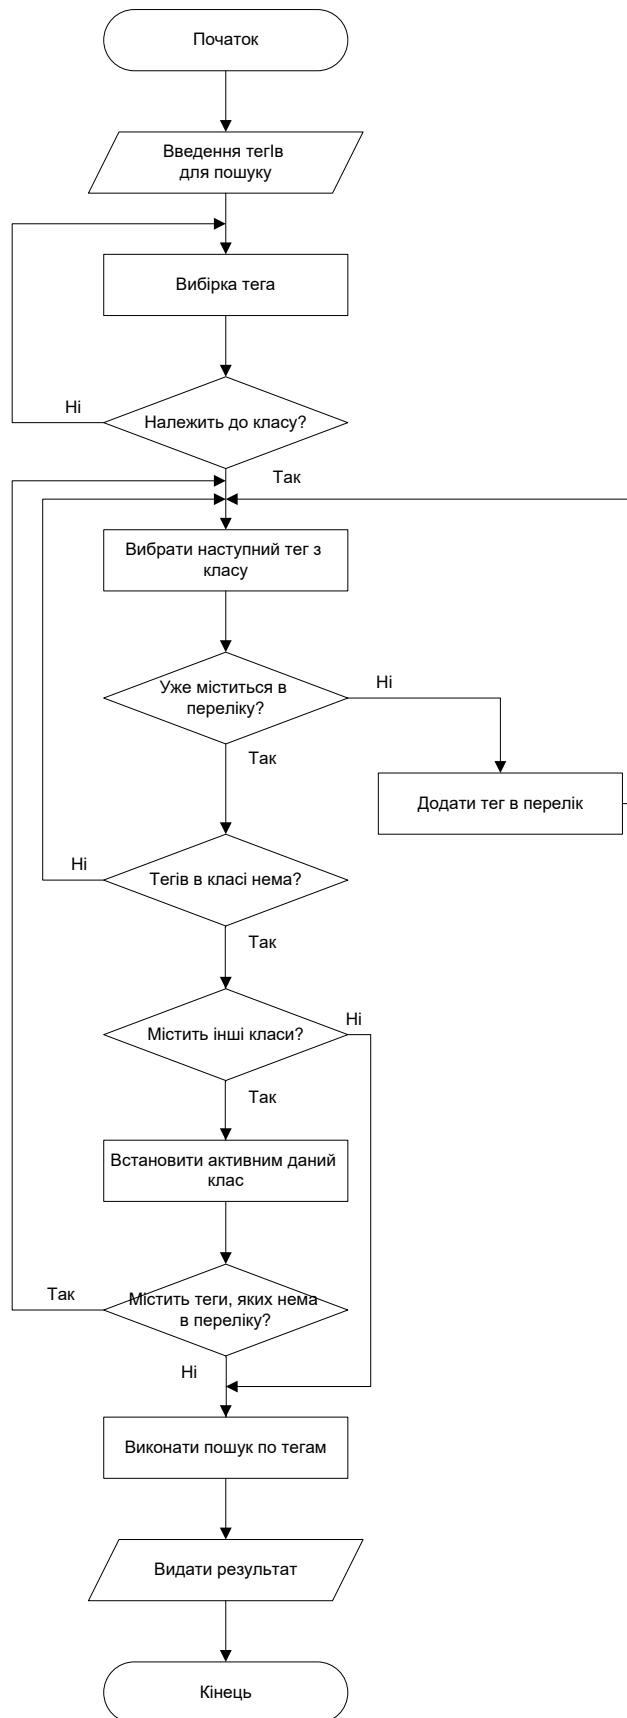 Початок
Введення тегІв
для пошуку
Вибірка тега
Ні
Належить до класу?
Так
Вибрати наступний тег з
класу
Уже міститься в
переліку?
Ні
Так
Додати тег в перелік
Ні
Тегів в класі нема?
Так
Містить інші класи?
Ні
Так
Встановити активним даний
клас
Так
Містить теги, яких нема
в переліку?
Ні
Виконати пошук по тегам
Видати результат
Кінець